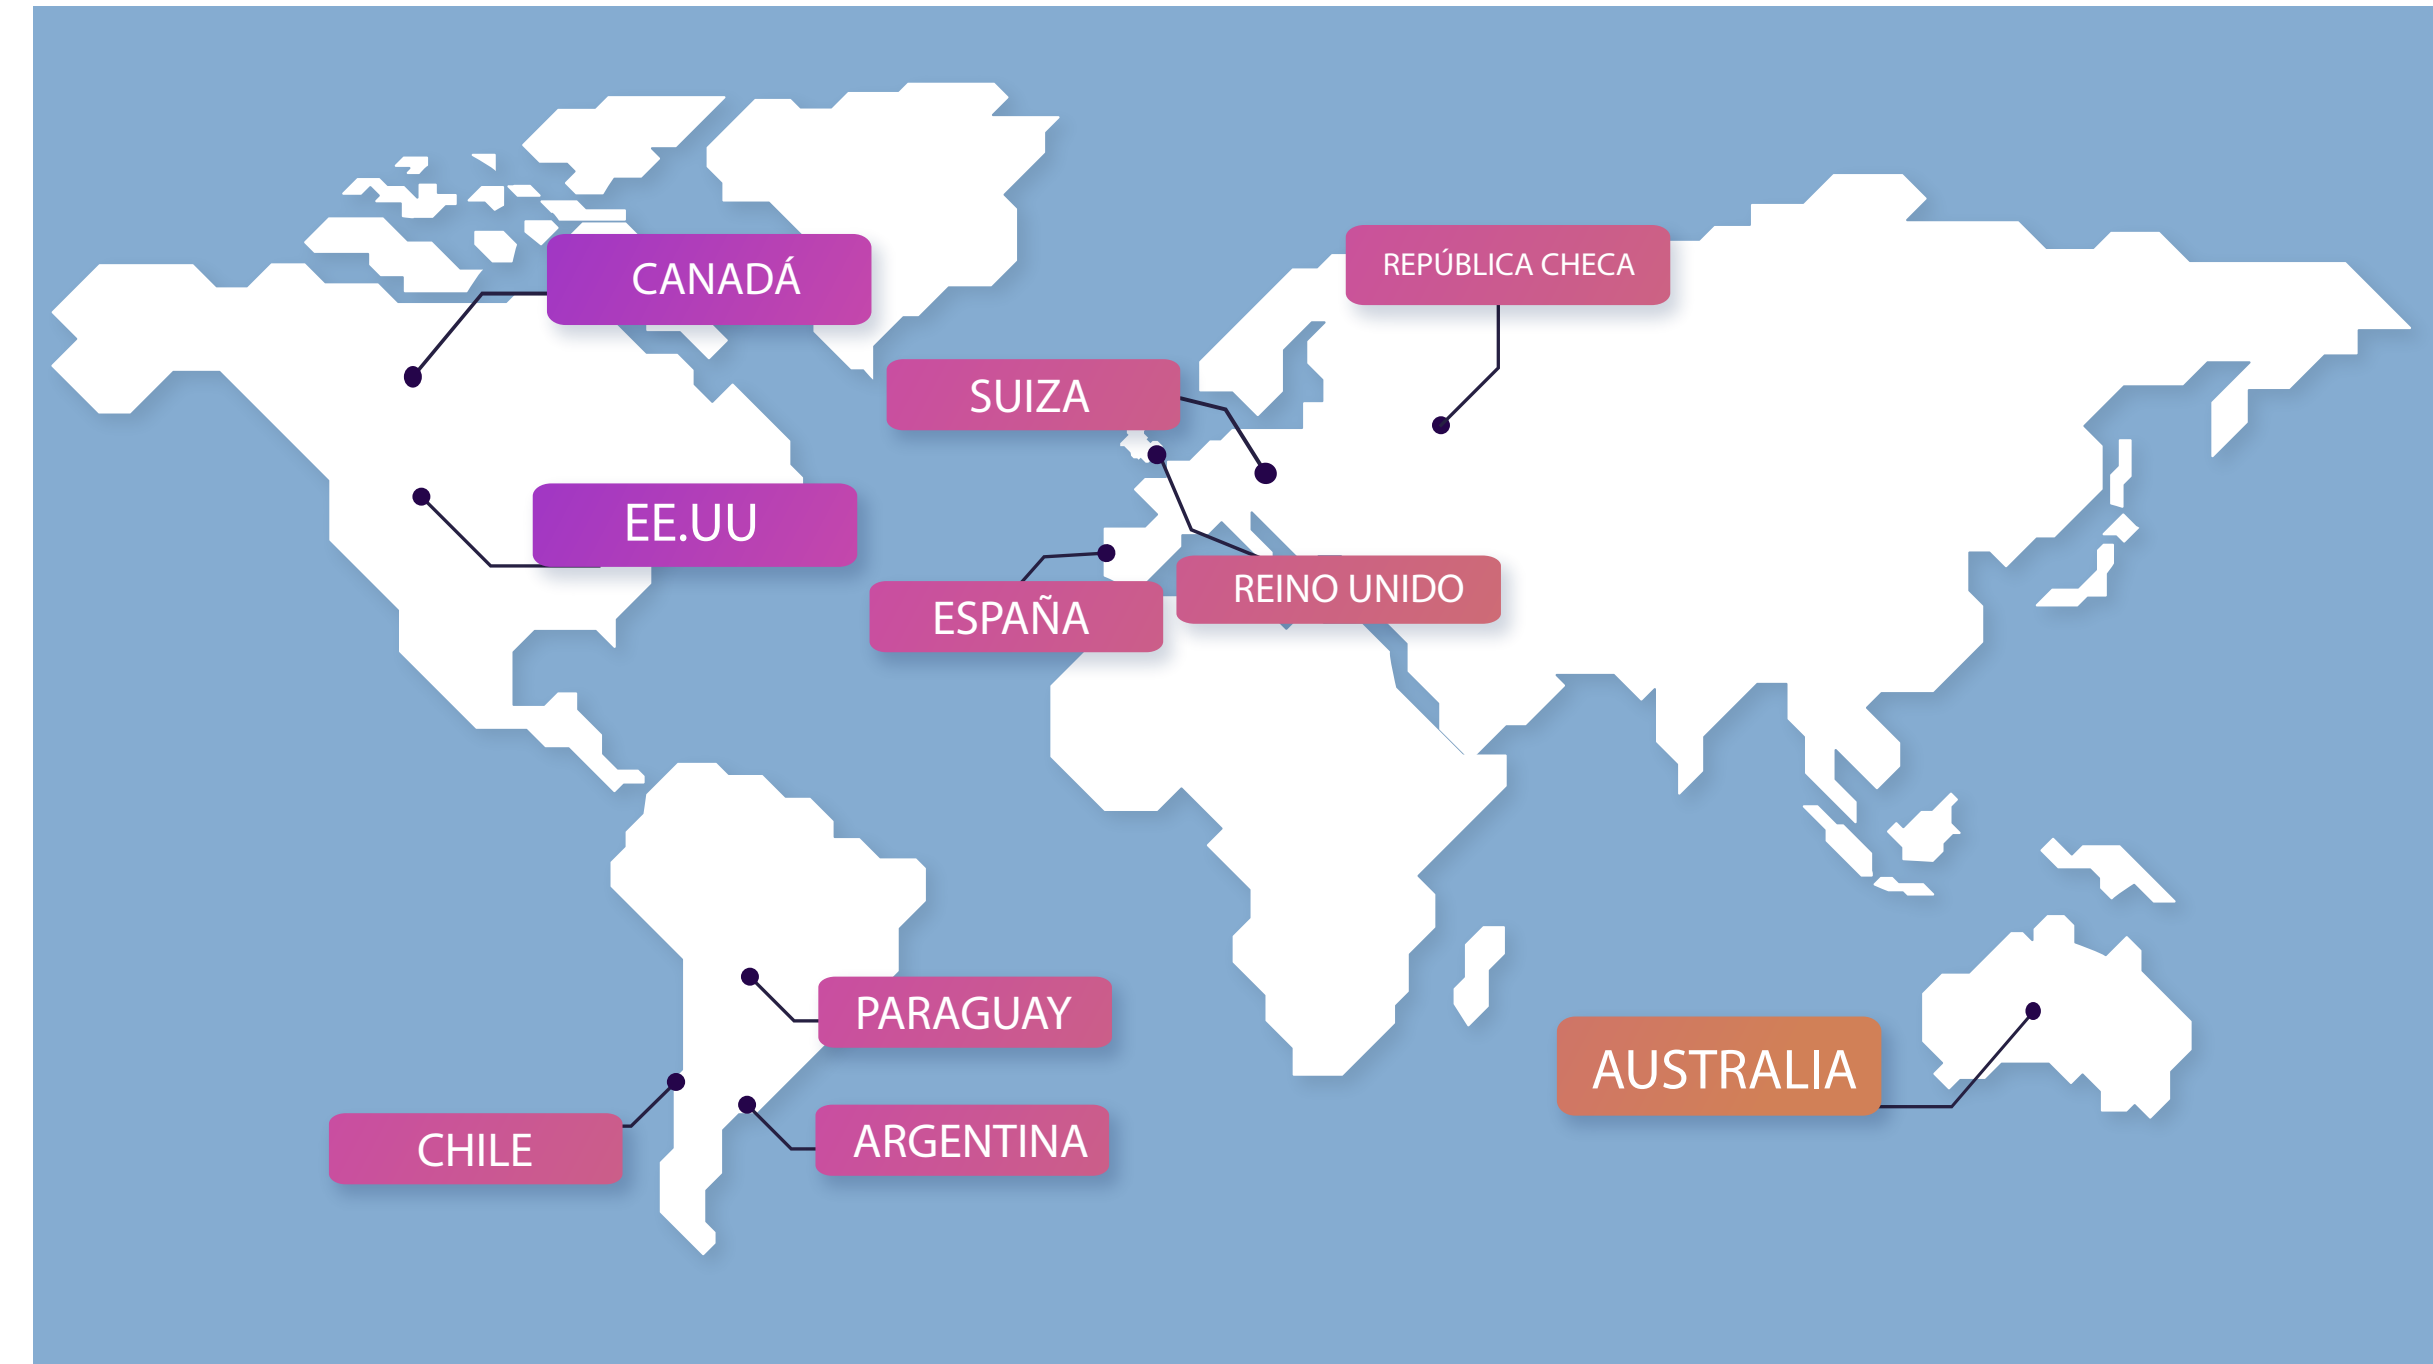 CANADÁ
REPÚBLICA CHECA
SUIZA
EE.UU
REINO UNIDO
ESPAÑA
PARAGUAY
AUSTRALIA
CHILE
ARGENTINA